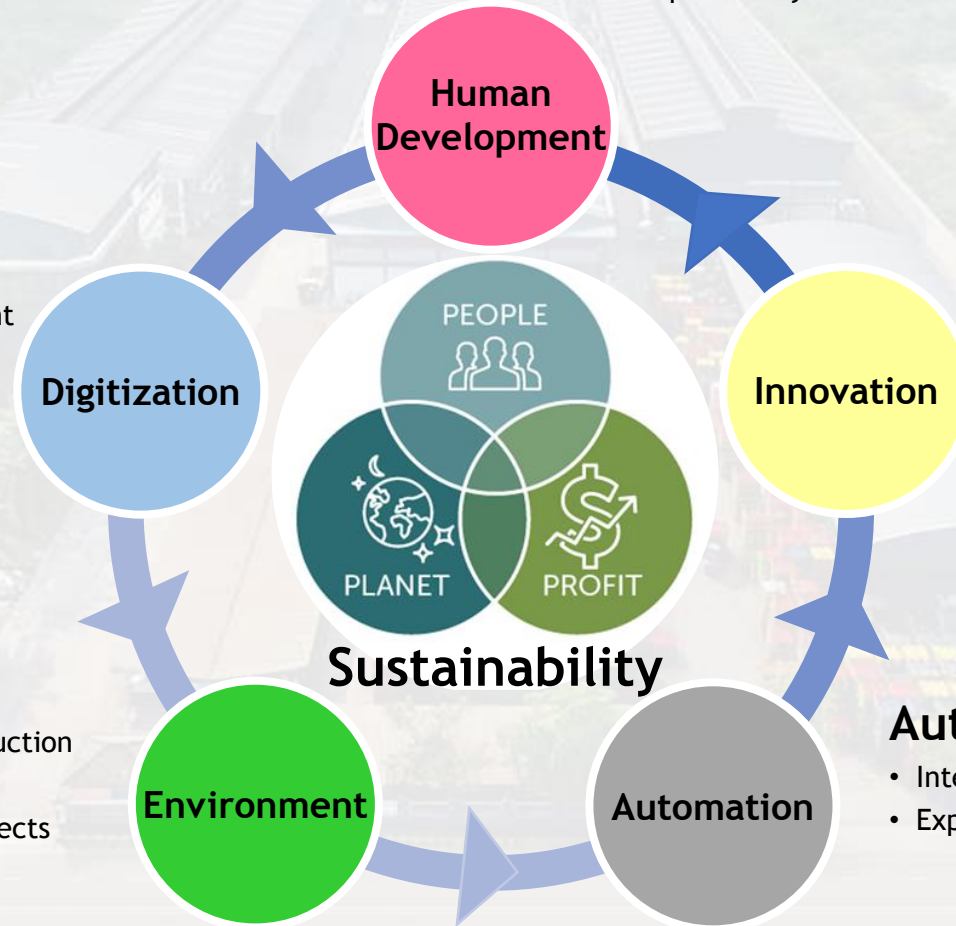 Human
Development
Digitization
PEOPLE
Innovation
PLANET
PROFIT
Sustainability
Environment
Automation